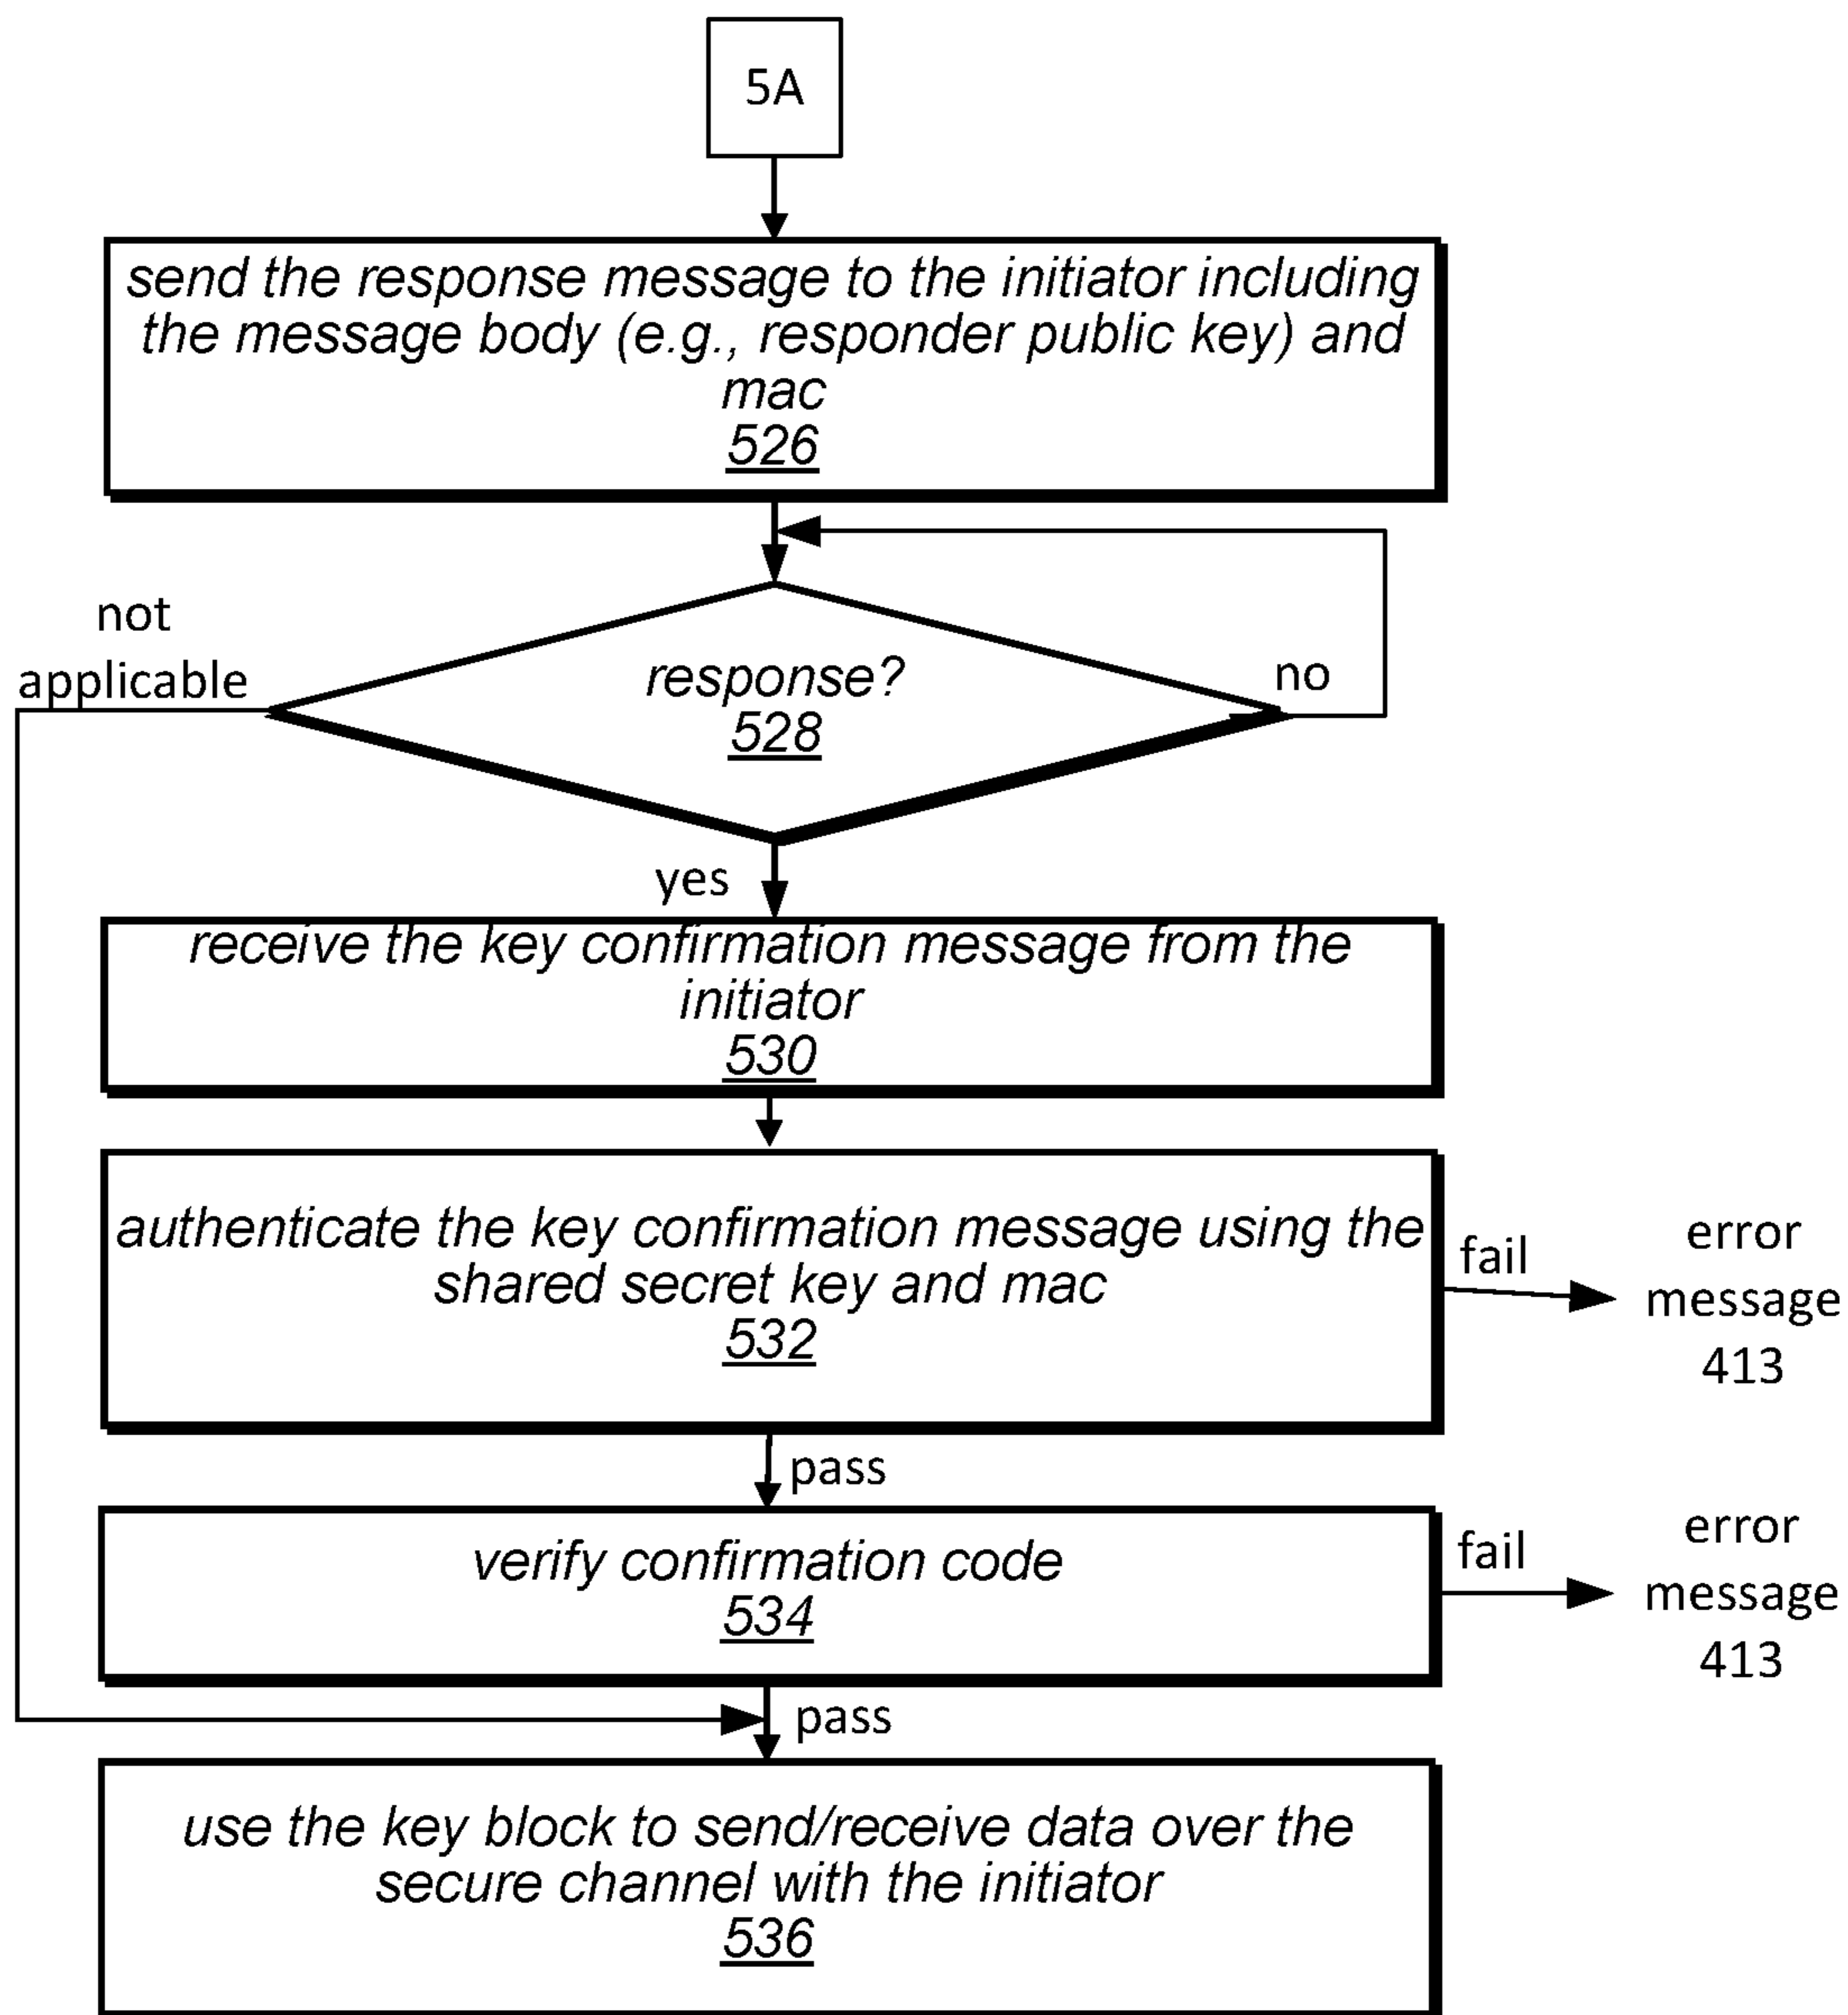 5A
send the response message to the initiator including
the message body (e.g., responder public key) and
mac
526
not
applicable
response?
528
no
yes
receive the key confirmation message from the
initiator
530
authenticate the key confirmation message using the
shared secret key and mac
532
fail
error
message
413
pass
verify confirmation code
534
fail
error
message
413
pass
use the key block to send/receive data over the
secure channel with the initiator
536